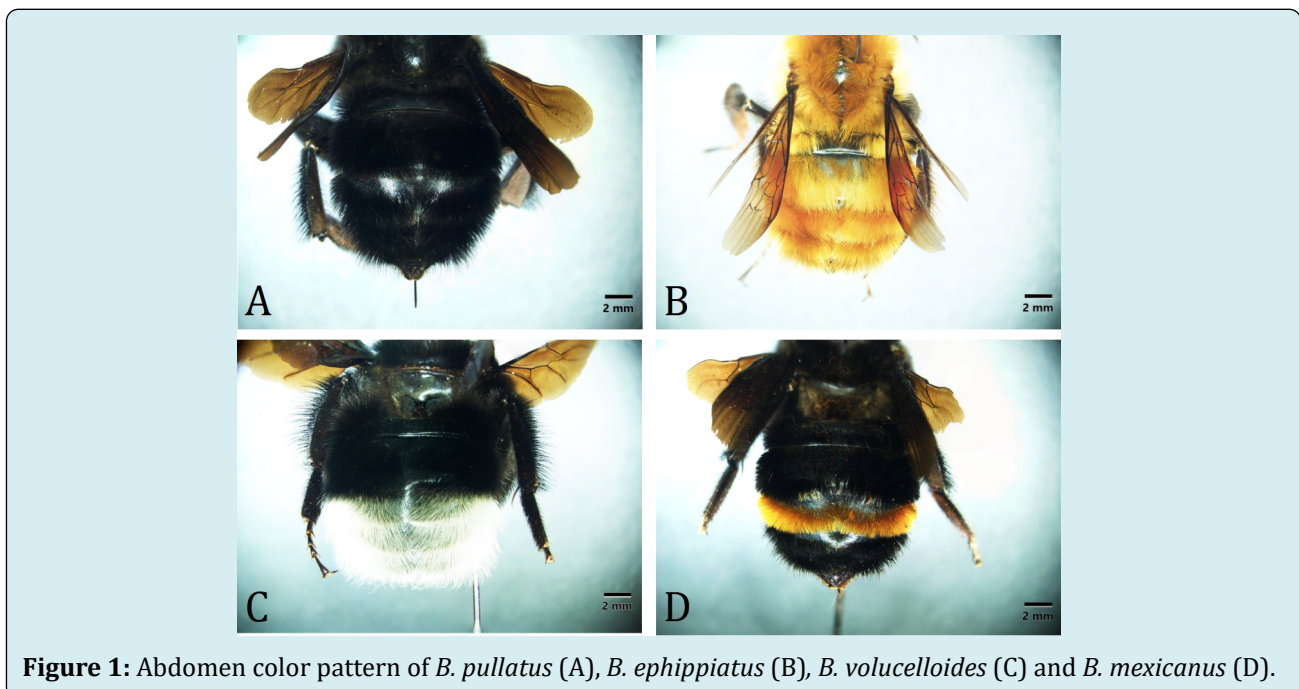 A
2 mm
B
2 mm
C
2 mm
D
2 mm
Figure 1: Abdomen color pattern of B. pullatus (A), B. ephippiatus (B), B. volucelloides (C) and B. mexicanus (D).